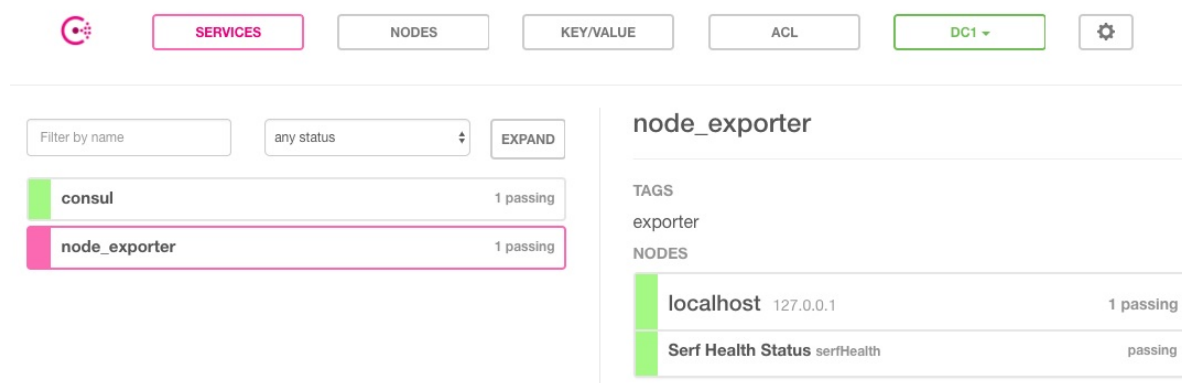 SERVICES NODES KEY/VALUE ACL DC1
Filter by name any status EXPAND
consul 1 passing
node_exporter 1 passing
node_exporter
TAGS
exporter
NODES
localhost 127.0.0.1 1 passing
Serf Health Status serfHealth passing